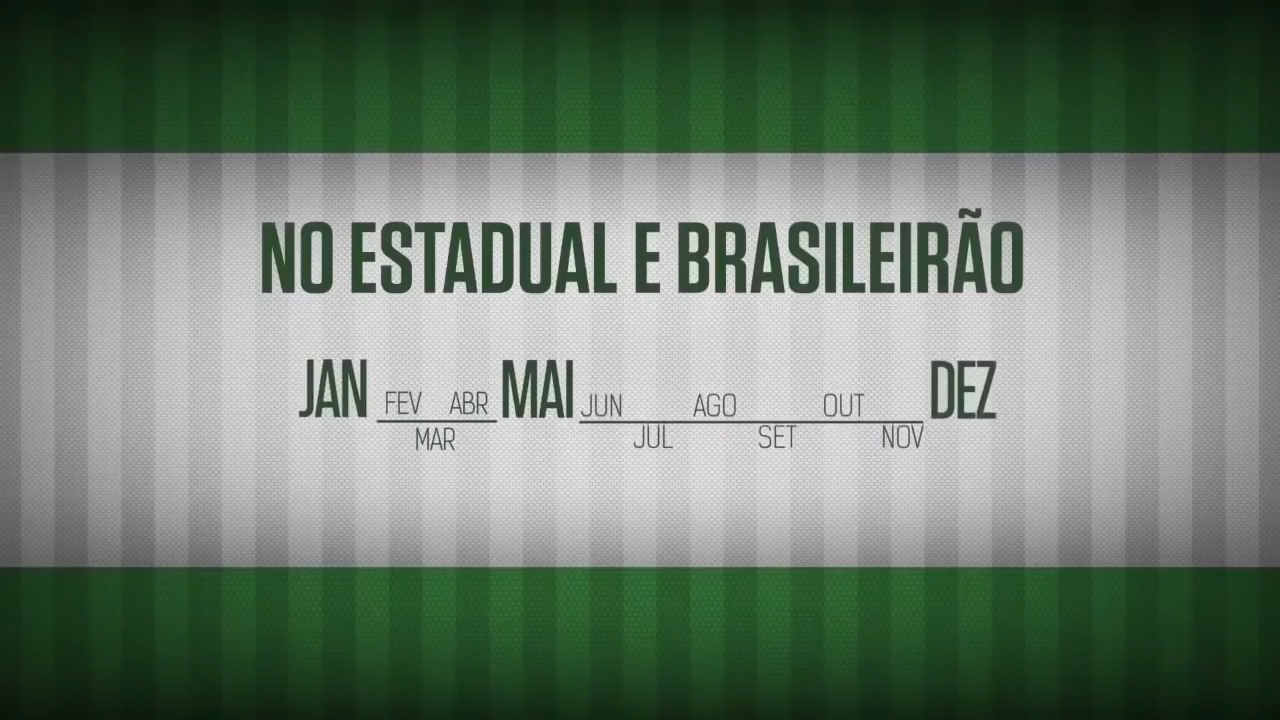 NO ESTADUAL E BRASILEIRÃO
JAN FEV MAR ABR MAI JUN JUL AGO SET OUT NOV DEZ